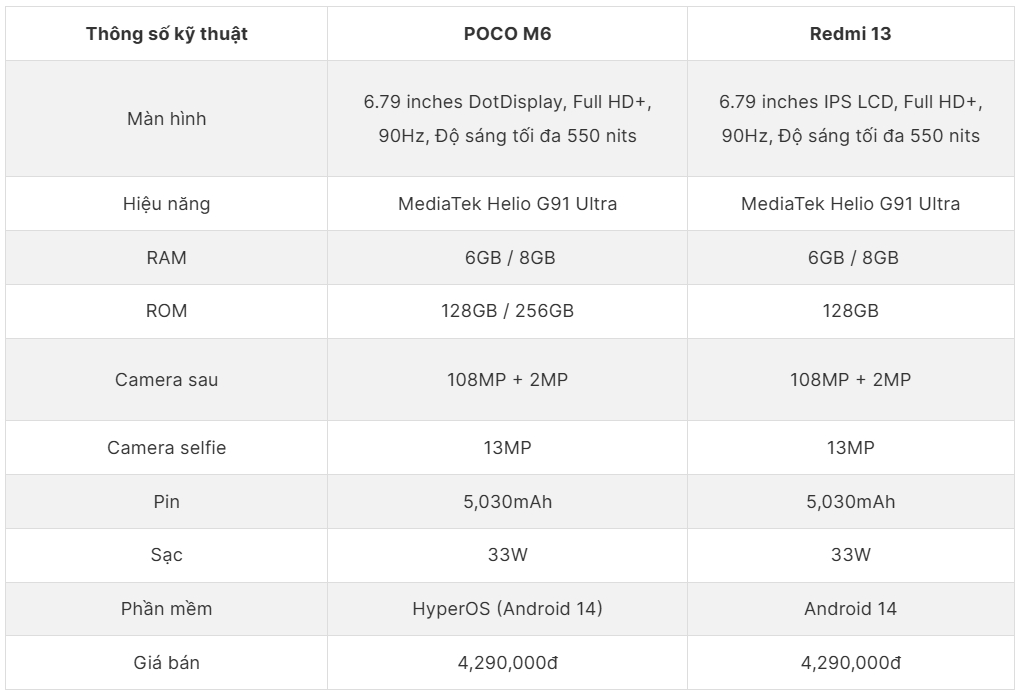 Thông số kỹ thuật POCO M6 Redmi 13
Màn hình 6.79 inches DotDisplay, Full HD+, 6.79 inches IPS LCD, Full HD+,
90Hz, Độ sáng tối đa 550 nits 90Hz, Độ sáng tối đa 550 nits
Hiệu năng MediaTek Helio G91 Ultra MediaTek Helio G91 Ultra
RAM 6GB / 8GB 6GB / 8GB
ROM 128GB / 256GB 128GB
Camera sau 108MP + 2MP 108MP + 2MP
Camera selfie 13MP 13MP
Pin 5,030mAh 5,030mAh
Sạc 33W 33W
Phần mềm HyperOS (Android 14) Android 14
Giá bán 4,290,000đ 4,290,000đ